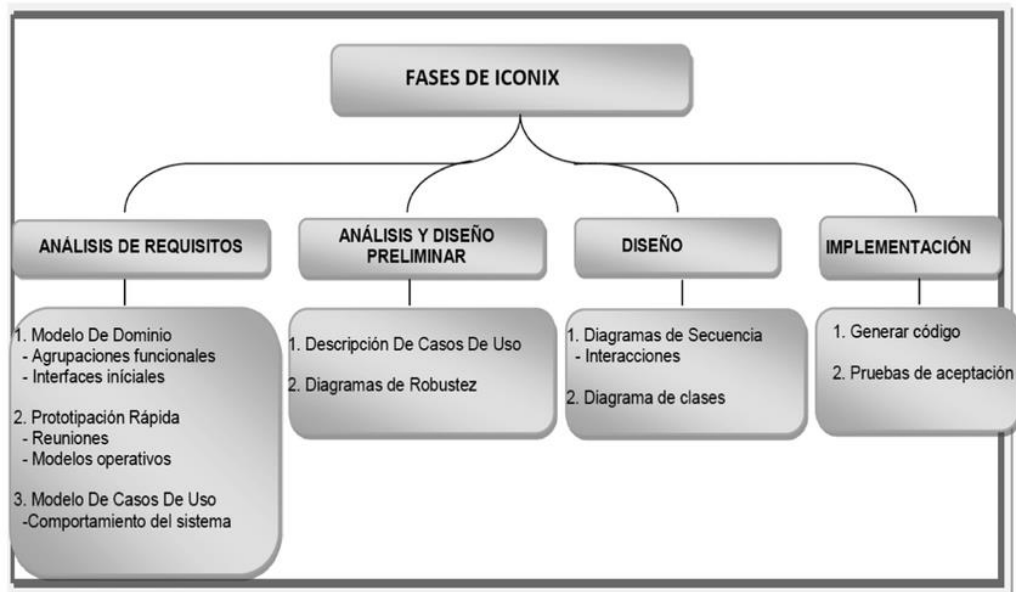 FASES DE ICONIX
ANÁLISIS DE REQUISITOS
1. Modelo De Dominio
- Agrupaciones funcionales
- Interfaces iníciales
2. Prototipación Rápida
- Reuniones
- Modelos operativos
3. Modelo De Casos De Uso
-Comportamiento del sistema
ANÁLISIS Y DISEÑO
PRELIMINAR
1. Descripción De Casos De Uso
2. Diagramas de Robustez
DISEÑO
1. Diagramas de Secuencia
- Interacciones
2. Diagrama de clases
IMPLEMENTACIÓN
1. Generar código
2. Pruebas de aceptación